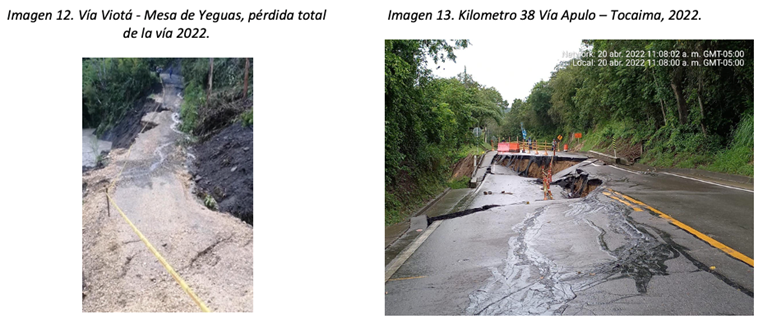 Imagen 12. Vía Viotá - Mesa de Yeguas, pérdida total
de la vía 2022.
Imagen 13. Kilometro 38 Vía Apulo – Tocaima, 2022.
Network: 20 abr. 2022 11:08:02 a. m. GMT-05:00
Local: 20 abr. 2022 11:08:00 a. m. GMT-05:00